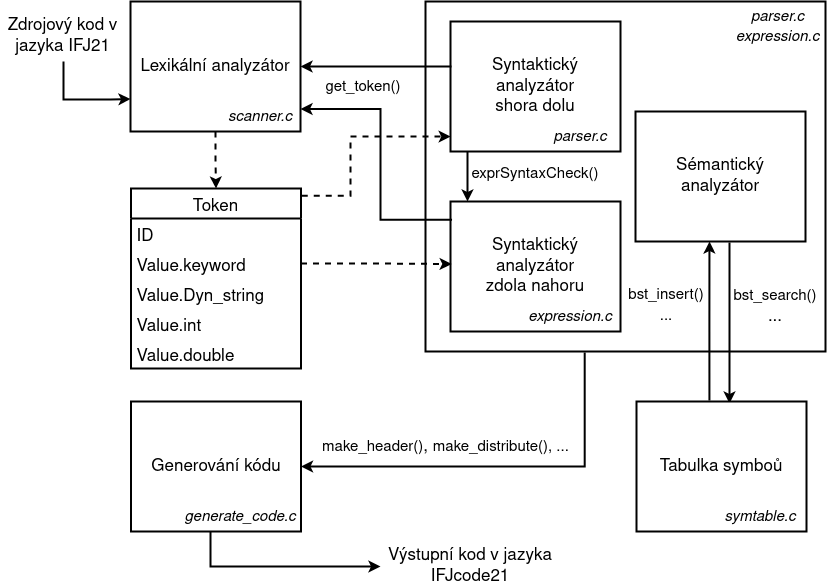 Zdrojový kod v
jazyka IFJ21
Lexikální analyzátor
scanner.c
get_token()
parser.c
expression.c
Syntaktický
analyzátor
shora dolu
parser.c
exprSyntaxCheck()
Syntaktický
analyzátor
zdola nahoru
expression.c
Sémantický
analyzátor
Token
ID
Value.keyword
Value.Dyn_string
Value.int
Value.double
bst_insert()
...
bst_search()
...
make_header(), make_distribute(), ...
Generování kódu
generate_code.c
Tabulka symboů
symtable.c
Výstupní kod v jazyka
IFJcode21